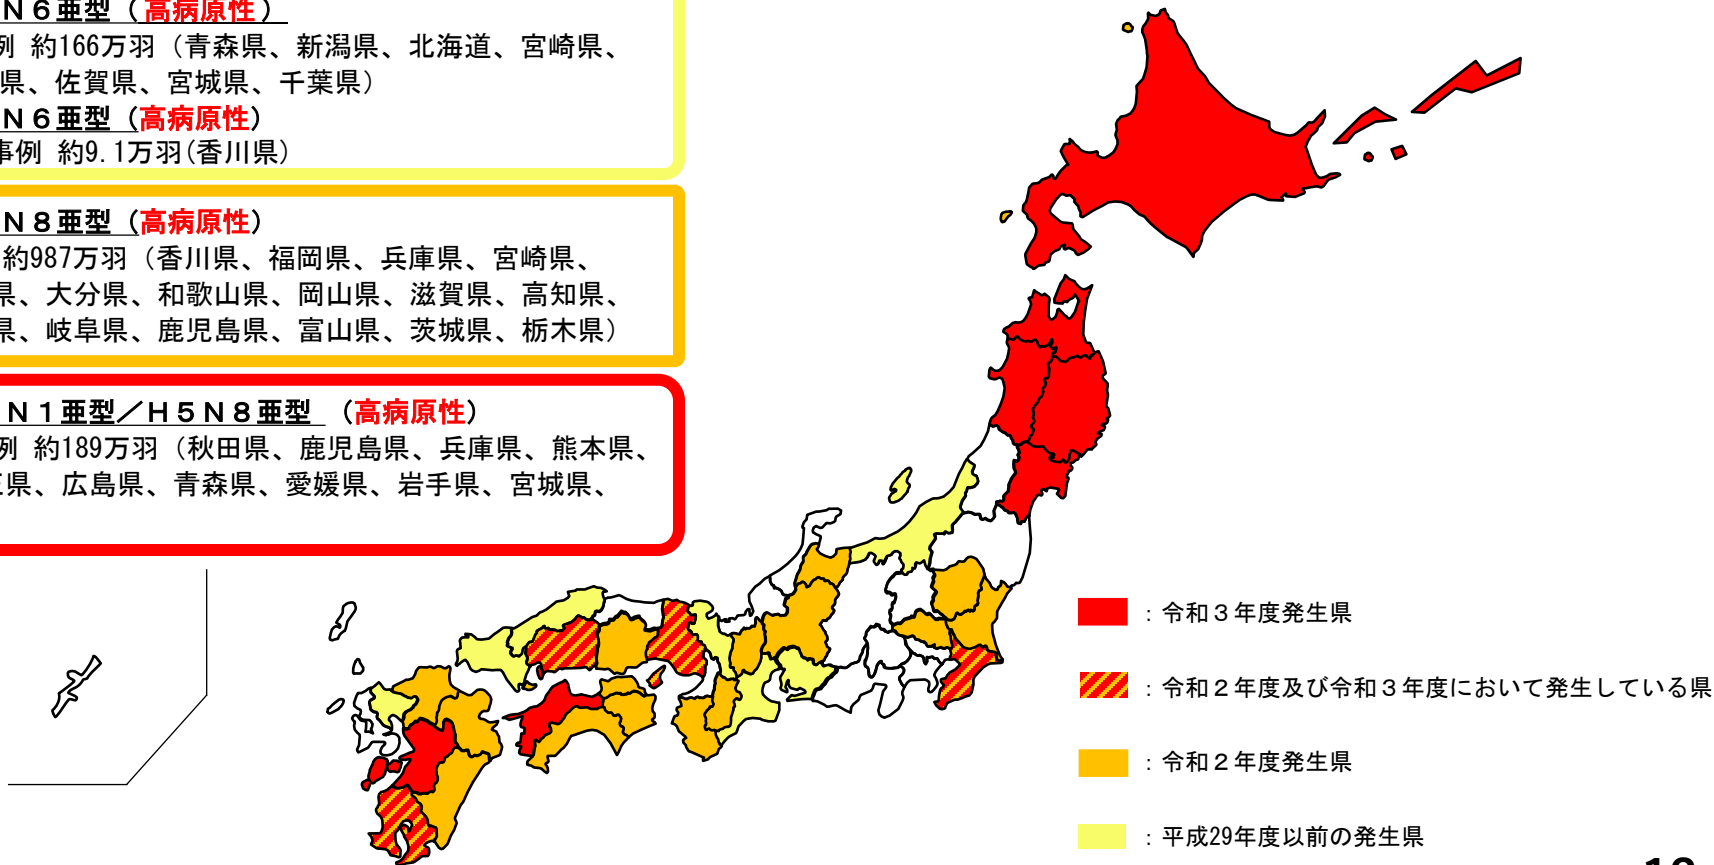 Ｎ６亜型（高病原性）
例 約166万羽（青森県、新潟県、北海道、宮崎県、
県、佐賀県、宮城県、千葉県）
Ｎ６亜型（高病原性）
事例 約9.1万羽(香川県）
Ｎ８亜型（高病原性）
約987万羽（香川県、福岡県、兵庫県、宮崎県、
県、大分県、和歌山県、岡山県、滋賀県、高知県、
県、岐阜県、鹿児島県、富山県、茨城県、栃木県）
Ｎ１亜型／Ｈ５Ｎ８亜型 （高病原性）
例 約189万羽（秋田県、鹿児島県、兵庫県、熊本県、
県、広島県、青森県、愛媛県、岩手県、宮城県、
：令和３年度発生県
：令和２年度及び令和３年度において発生している県
：令和２年度発生県
：平成29年度以前の発生県